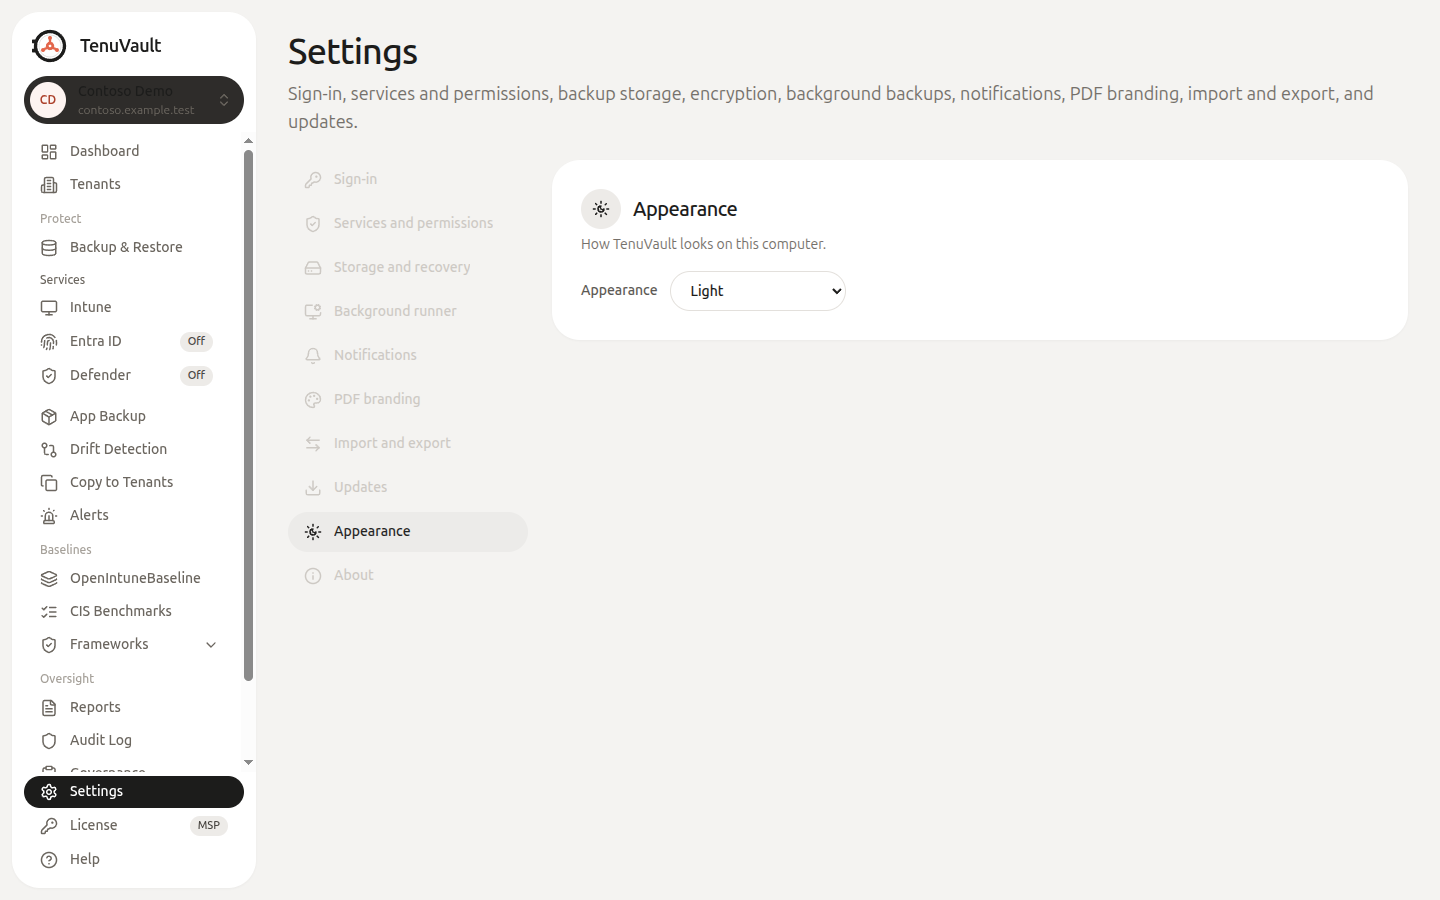 TenuVault
CD
Contoso Demo
contoso.example.test
Dashboard
Tenants
Protect
Backup & Restore
Services
Intune
Entra ID
Off
Defender
Off
App Backup
Drift Detection
Copy to Tenants
Alerts
Baselines
OpenIntuneBaseline
CIS Benchmarks
Frameworks
Oversight
Reports
Audit Log
Governance
Settings
License
MSP
Help
Settings
Sign-in, services and permissions, backup storage, encryption, background backups, notifications, PDF branding, import and export, and
updates.
Sign-in
Services and permissions
Storage and recovery
Background runner
Notifications
PDF branding
Import and export
Updates
Appearance
About
Appearance
How TenuVault looks on this computer.
Appearance
Light